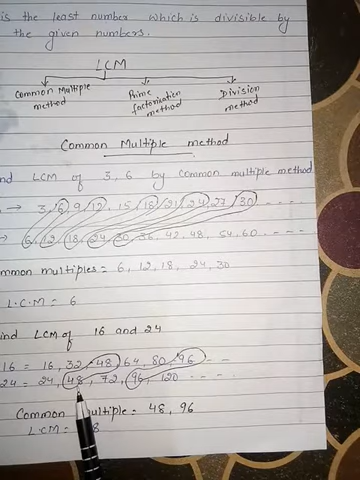 is the least number which is divisible by
the given numbers.
LCM
Common Multiple method
Prime factorization method
Division method
Common Multiple method
nd LCM of 3, 6 by Common multiple method
→ 3, 6, 9, 12, 15, 18, 21, 24, 27, 30 ----
→ 6, 12, 18, 24, 30, 36, 42, 48, 54, 60. ----
mmon multiples = 6, 12, 18, 24, 30
L.C.M = 6
ind LCM of 16 and 24
16 = 16, 32, 48, 64, 80, 96 --
24 = 24, 48, 72, 96, 120 ----
Common multiple = 48, 96
LCM = 8